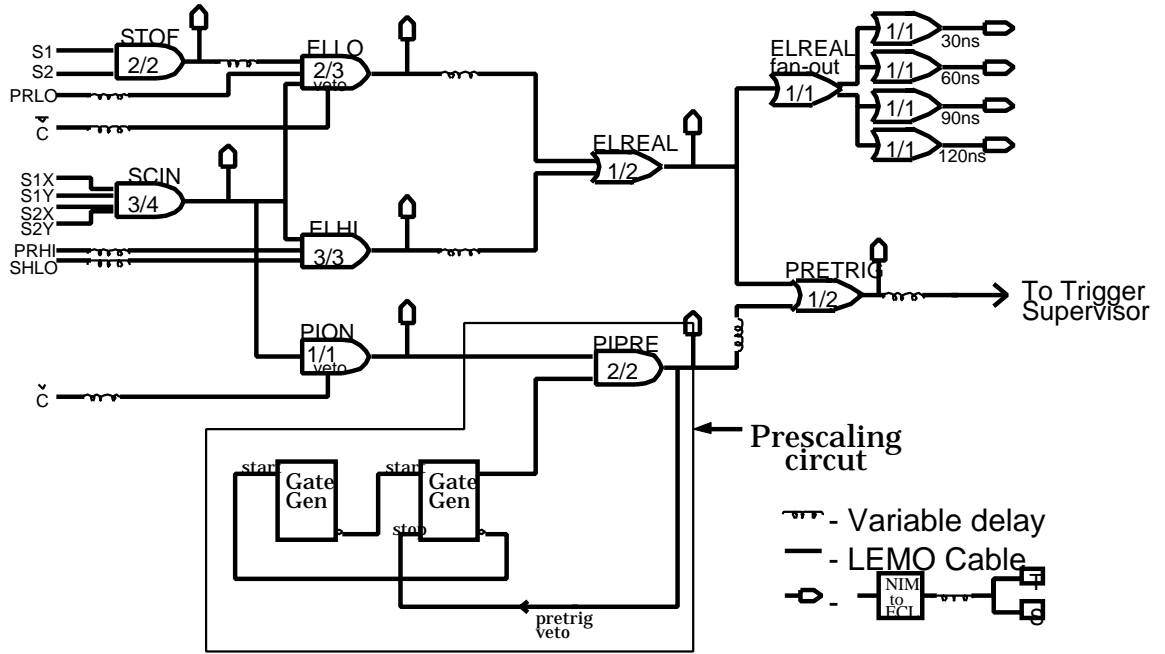 STOF
S1
S2
2/2
PRLO
C
ELLO
2/3
veto
SCIN
S1X
S1Y
S2X
S2Y
3/4
PRHI
SHLO
ELHI
3/3
PION
1/1
veto
C
PIPRE
2/2
ELREAL
1/2
ELREAL
fan-out
1/1
1/1
30ns
1/1
60ns
1/1
90ns
1/1
120ns
PRETRIG
1/2
To Trigger
Supervisor
Prescaling
circut
start
Gate
Gen
start
Gate
Gen
stop
pretrig
veto
- Variable delay
- LEMO Cable
-
NIM
to
ECL